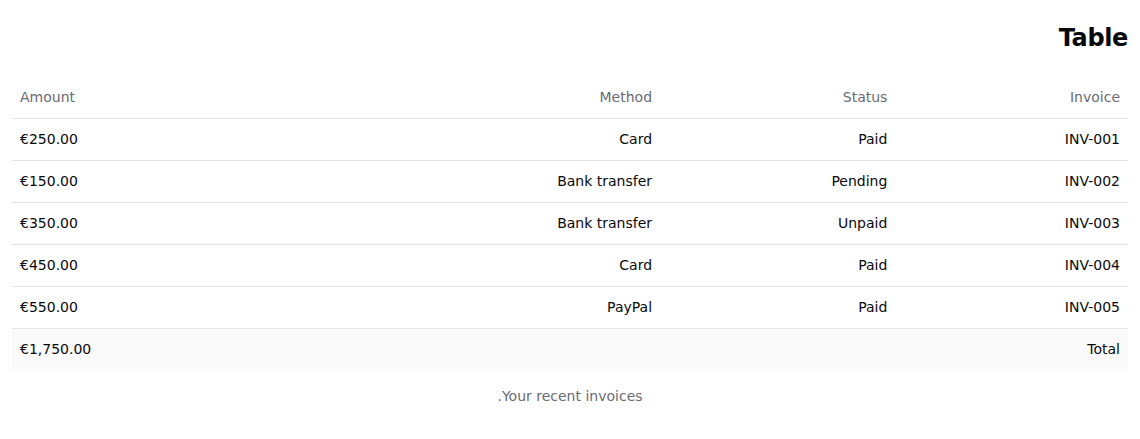 Table
Invoice Status Method Amount
INV-001 Paid Card €250.00
INV-002 Pending Bank transfer €150.00
INV-003 Unpaid Bank transfer €350.00
INV-004 Paid Card €450.00
INV-005 Paid PayPal €550.00
Total €1,750.00
.Your recent invoices